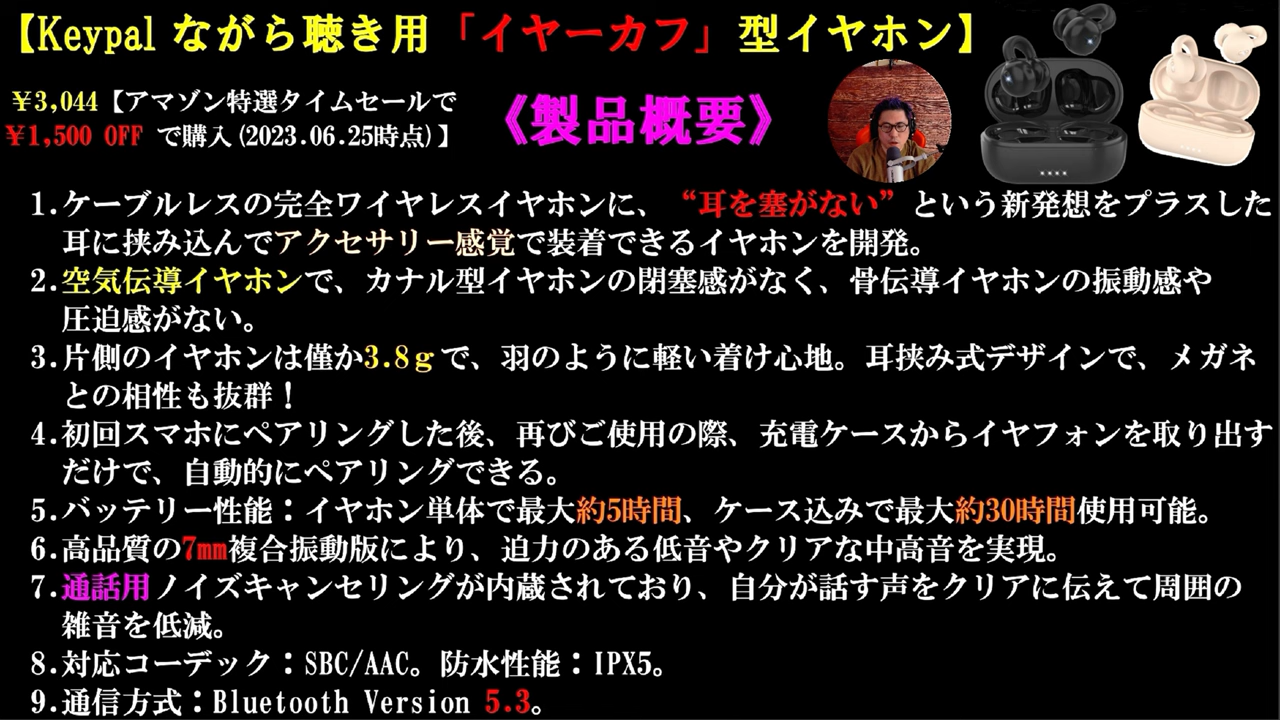 【Keypal ながら聴き用「イヤーカフ」型イヤホン】
￥3,044【アマゾン特選タイムセールで
￥1,500 OFF で購入(2023.06.25時点)】
《製品概要》
1.ケーブルレスの完全ワイヤレスイヤホンに、“耳を塞がない”という新発想をプラスした
耳に挟み込んでアクセサリー感覚で装着できるイヤホンを開発。
2.空気伝導イヤホンで、カナル型イヤホンの閉塞感がなく、骨伝導イヤホンの振動感や
圧迫感がない。
3.片側のイヤホンは僅か3.8ｇで、羽のように軽い着け心地。耳挟み式デザインで、メガネ
との相性も抜群！
4.初回スマホにペアリングした後、再びご使用の際、充電ケースからイヤフォンを取り出す
だけで、自動的にペアリングできる。
5.バッテリー性能：イヤホン単体で最大約5時間、ケース込みで最大約30時間使用可能。
6.高品質の7㎜複合振動版により、迫力のある低音やクリアな中高音を実現。
7.通話用ノイズキャンセリングが内蔵されており、自分が話す声をクリアに伝えて周囲の
雑音を低減。
8.対応コーデック：SBC/AAC。防水性能：IPX5。
9.通信方式：Bluetooth Version 5.3。